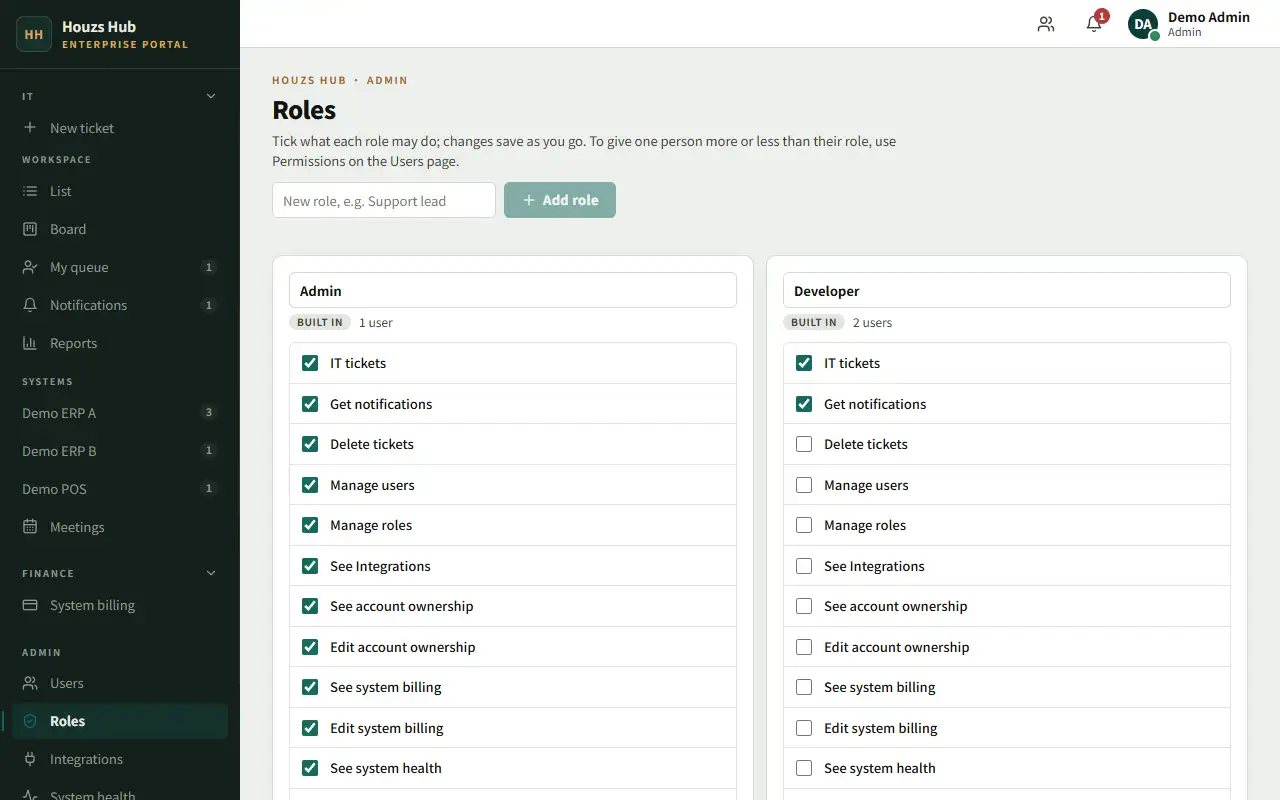 HH
Houzs Hub
ENTERPRISE PORTAL
IT
New ticket
WORKSPACE
List
Board
My queue 1
Notifications 1
Reports
SYSTEMS
Demo ERP A 3
Demo ERP B 1
Demo POS 1
Meetings
FINANCE
System billing
ADMIN
Users
Roles
Integrations
System health
1
DA
Demo Admin
Admin
HOUZS HUB · ADMIN
Roles
Tick what each role may do; changes save as you go. To give one person more or less than their role, use
Permissions on the Users page.
New role, e.g. Support lead
+ Add role
Admin
BUILT IN 1 user
IT tickets
Get notifications
Delete tickets
Manage users
Manage roles
See Integrations
See account ownership
Edit account ownership
See system billing
Edit system billing
See system health
Developer
BUILT IN 2 users
IT tickets
Get notifications
Delete tickets
Manage users
Manage roles
See Integrations
See account ownership
Edit account ownership
See system billing
Edit system billing
See system health